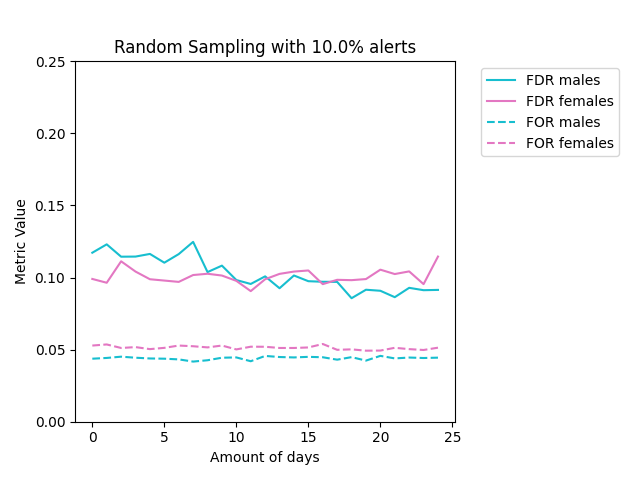 Random Sampling with 10.0% alerts
0.25
0.20
0.15
0.10
0.05
0.00
Metric Value
0 5 10 15 20 25
Amount of days
FDR males
FDR females
FOR males
FOR females